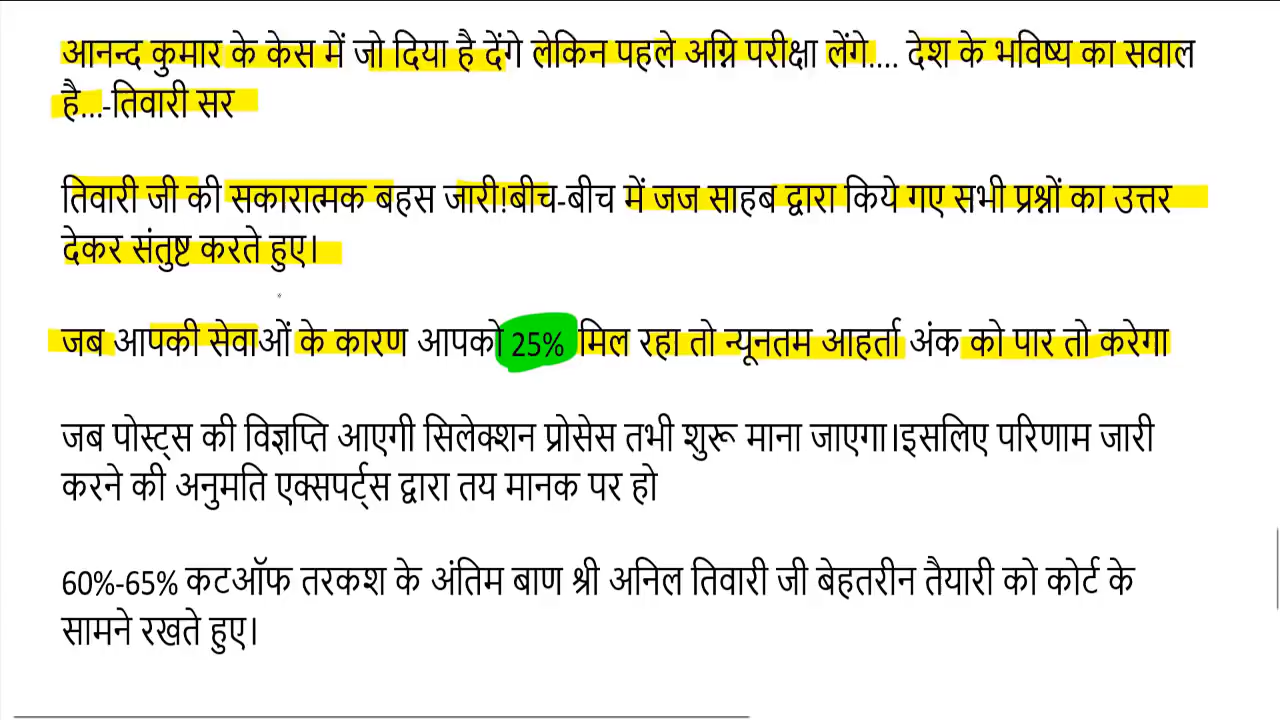 आनन्द कुमार के केस में जो दिया है देंगे लेकिन पहले अग्नि परीक्षा लेंगे.... देश के भविष्य का सवाल
है...-तिवारी सर
तिवारी जी की सकारात्मक बहस जारी!बीच-बीच में जज साहब द्वारा किये गए सभी प्रश्नों का उत्तर
देकर संतुष्ट करते हुए।
जब आपकी सेवाओं के कारण आपको 25% मिल रहा तो न्यूनतम आहर्ता अंक को पार तो करेगा
जब पोस्ट्स की विज्ञप्ति आएगी सिलेक्शन प्रोसेस तभी शुरू माना जाएगा।इसलिए परिणाम जारी
करने की अनुमति एक्सपर्ट्स द्वारा तय मानक पर हो
60%-65% कटऑफ तरकश के अंतिम बाण श्री अनिल तिवारी जी बेहतरीन तैयारी को कोर्ट के
सामने रखते हुए।